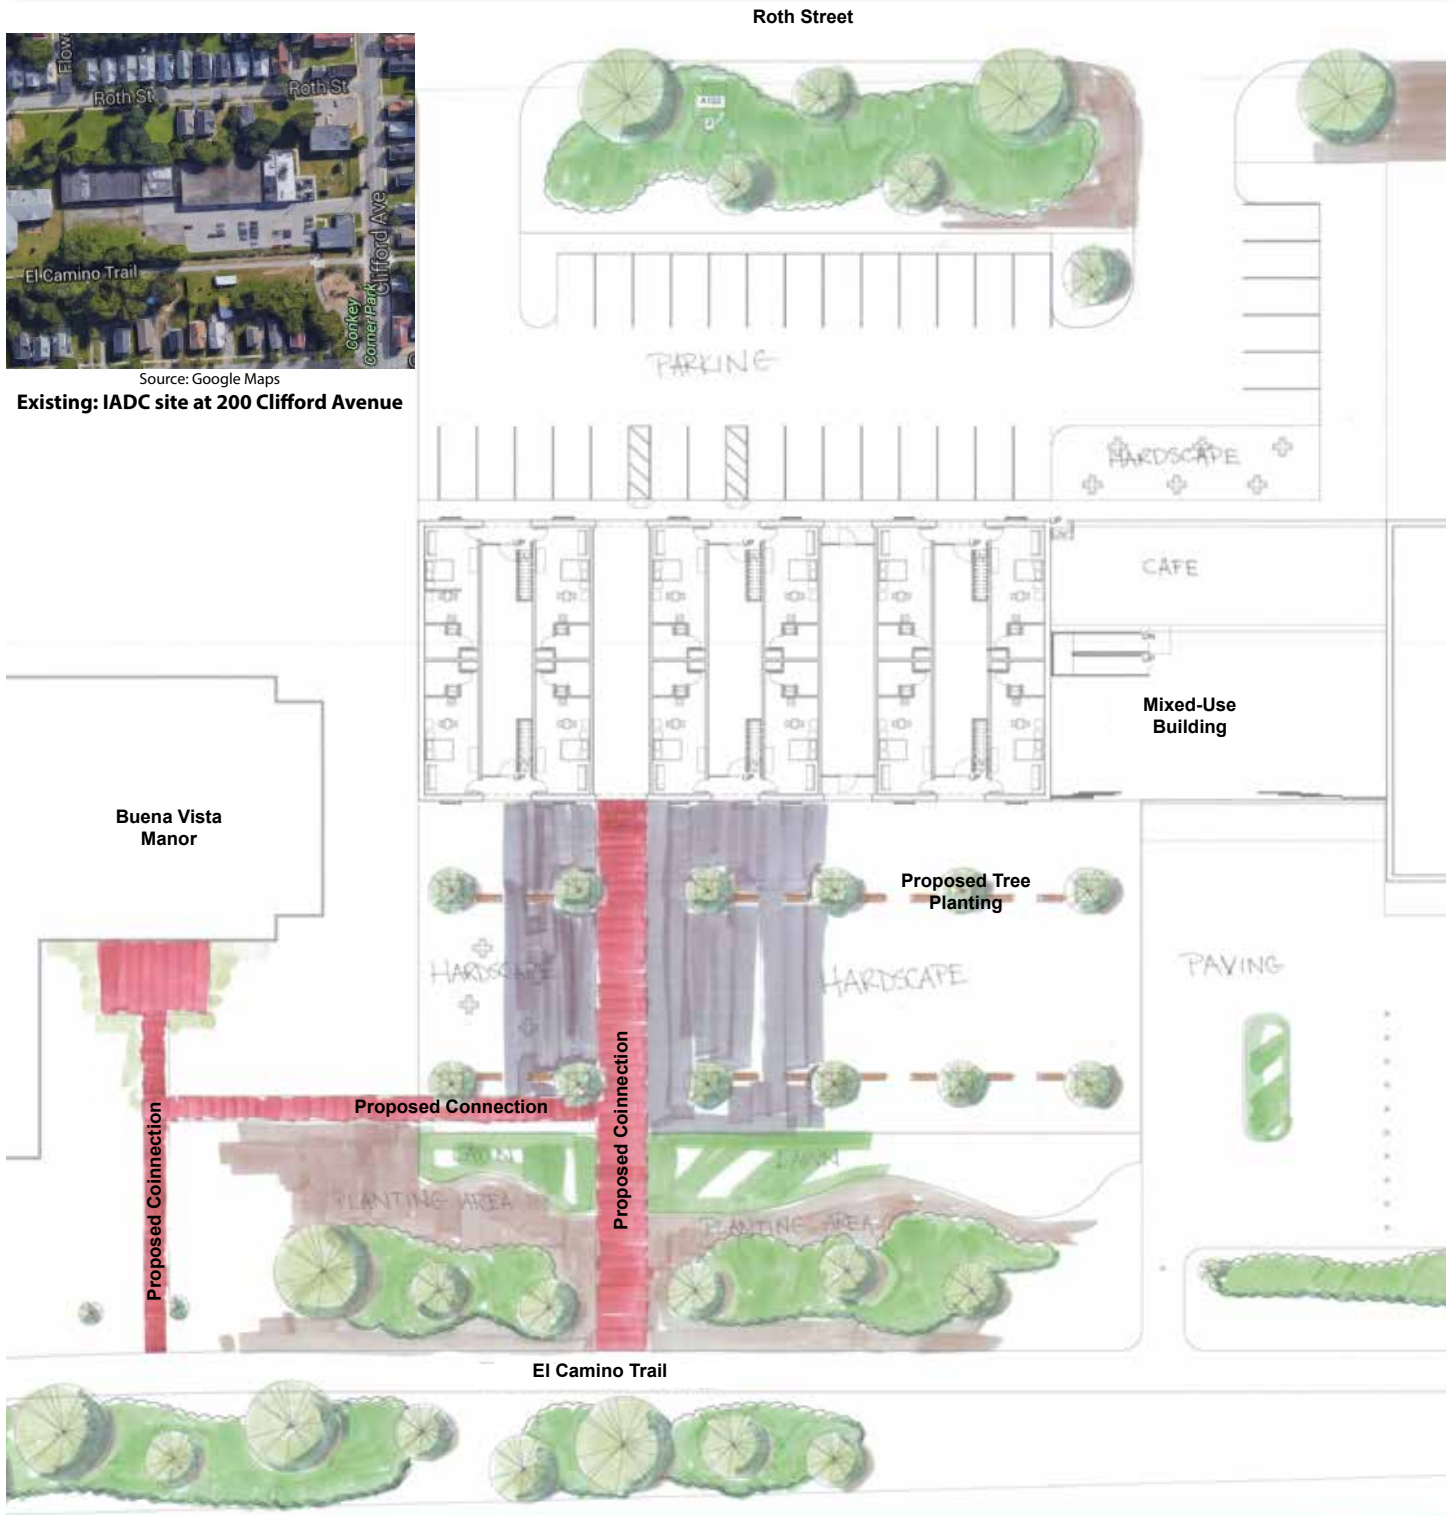 Roth Street
Flow
Roth St
Roth St
Clifford Ave
El Camino Trail
Conkey
Corner Park
Source: Google Maps
Existing: IADC site at 200 Clifford Avenue
A102
2
PARKING
HARDSCAPE
CAFE
Mixed-Use
Building
Buena Vista
Manor
Proposed Tree
Planting
HARDSCAPE
HARDSCAPE
PAVING
Proposed Coinnection
Proposed Connection
Proposed Coinnection
LAWN
LAWN
PLANTING AREA
PLANTING AREA
El Camino Trail